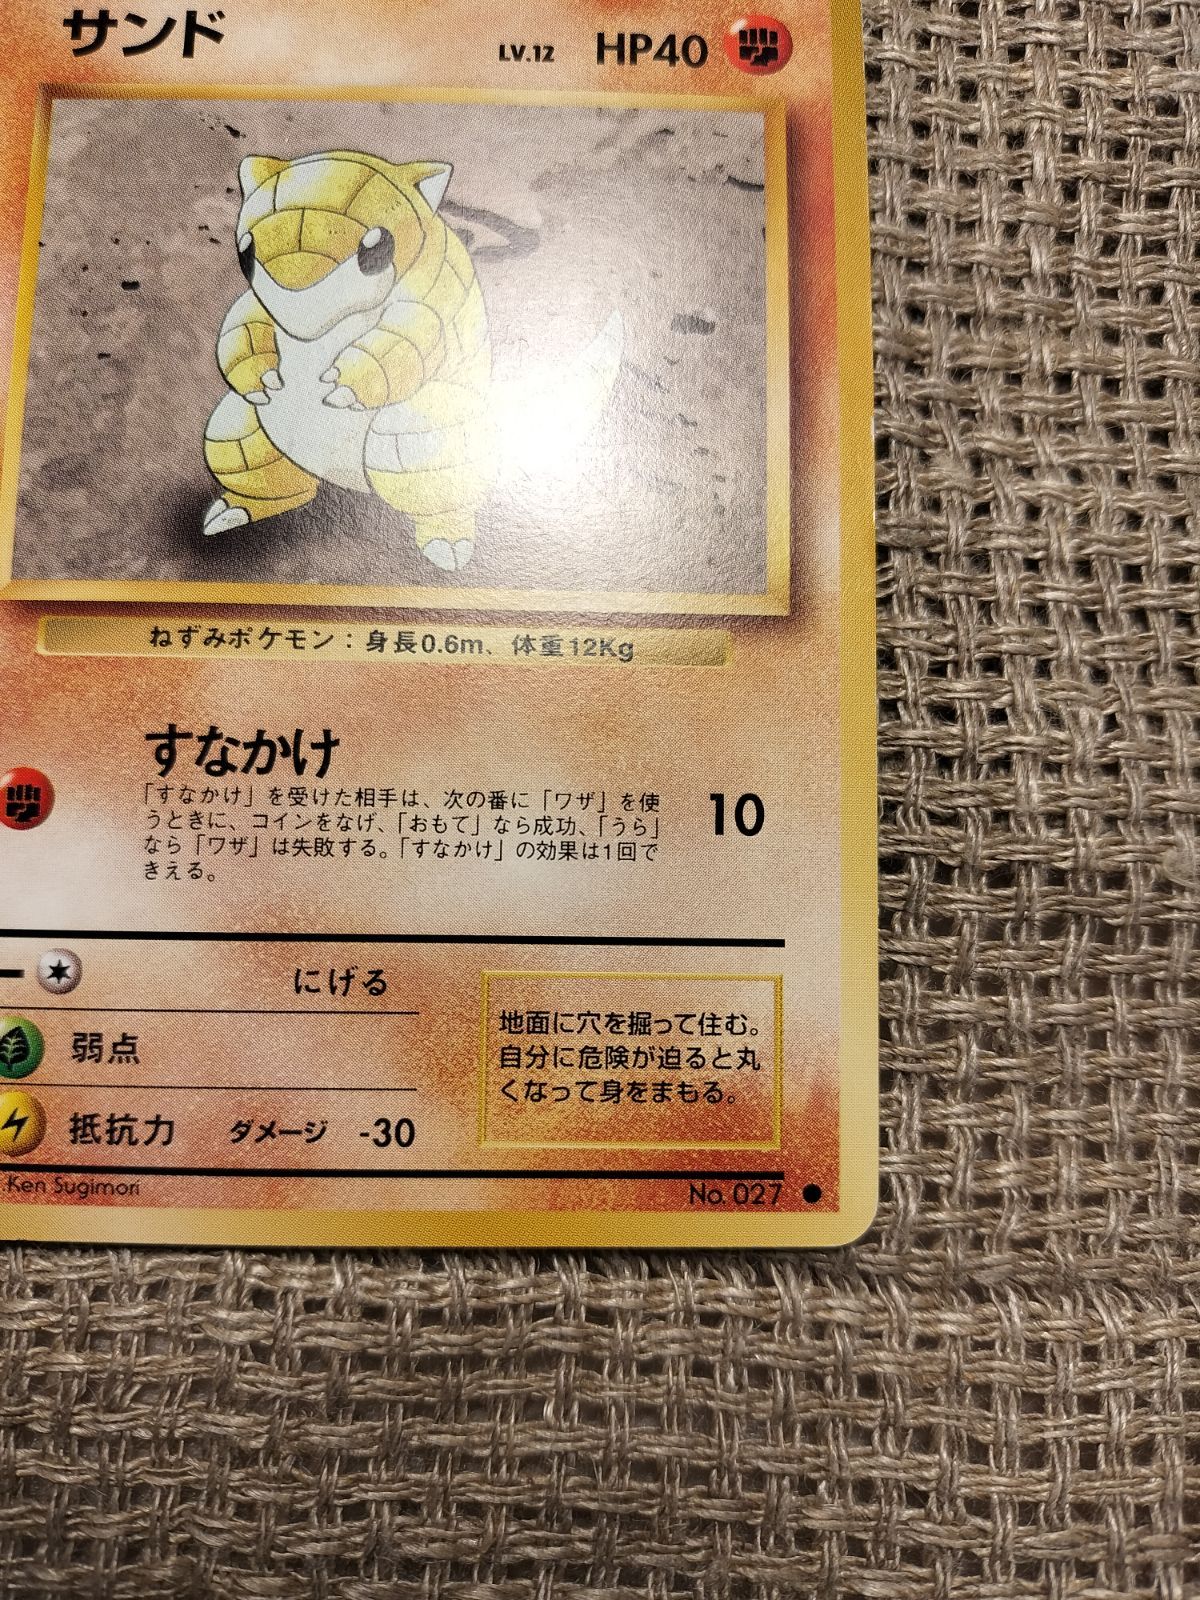 サンド LV.12 HP40
ねずみポケモン：身長0.6m、体重12Kg
すなかけ
「すなかけ」を受けた相手は、次の番に「ワザ」を使
うときに、コインをなげ、「おもて」なら成功、「うら」
なら「ワザ」は失敗する。「すなかけ」の効果は1回で
きえる。
10
にげる
弱点
抵抗力 ダメージ -30
地面に穴を掘って住む。
自分に危険が迫ると丸
くなって身をまもる。
Ken Sugimori
No. 027 ●